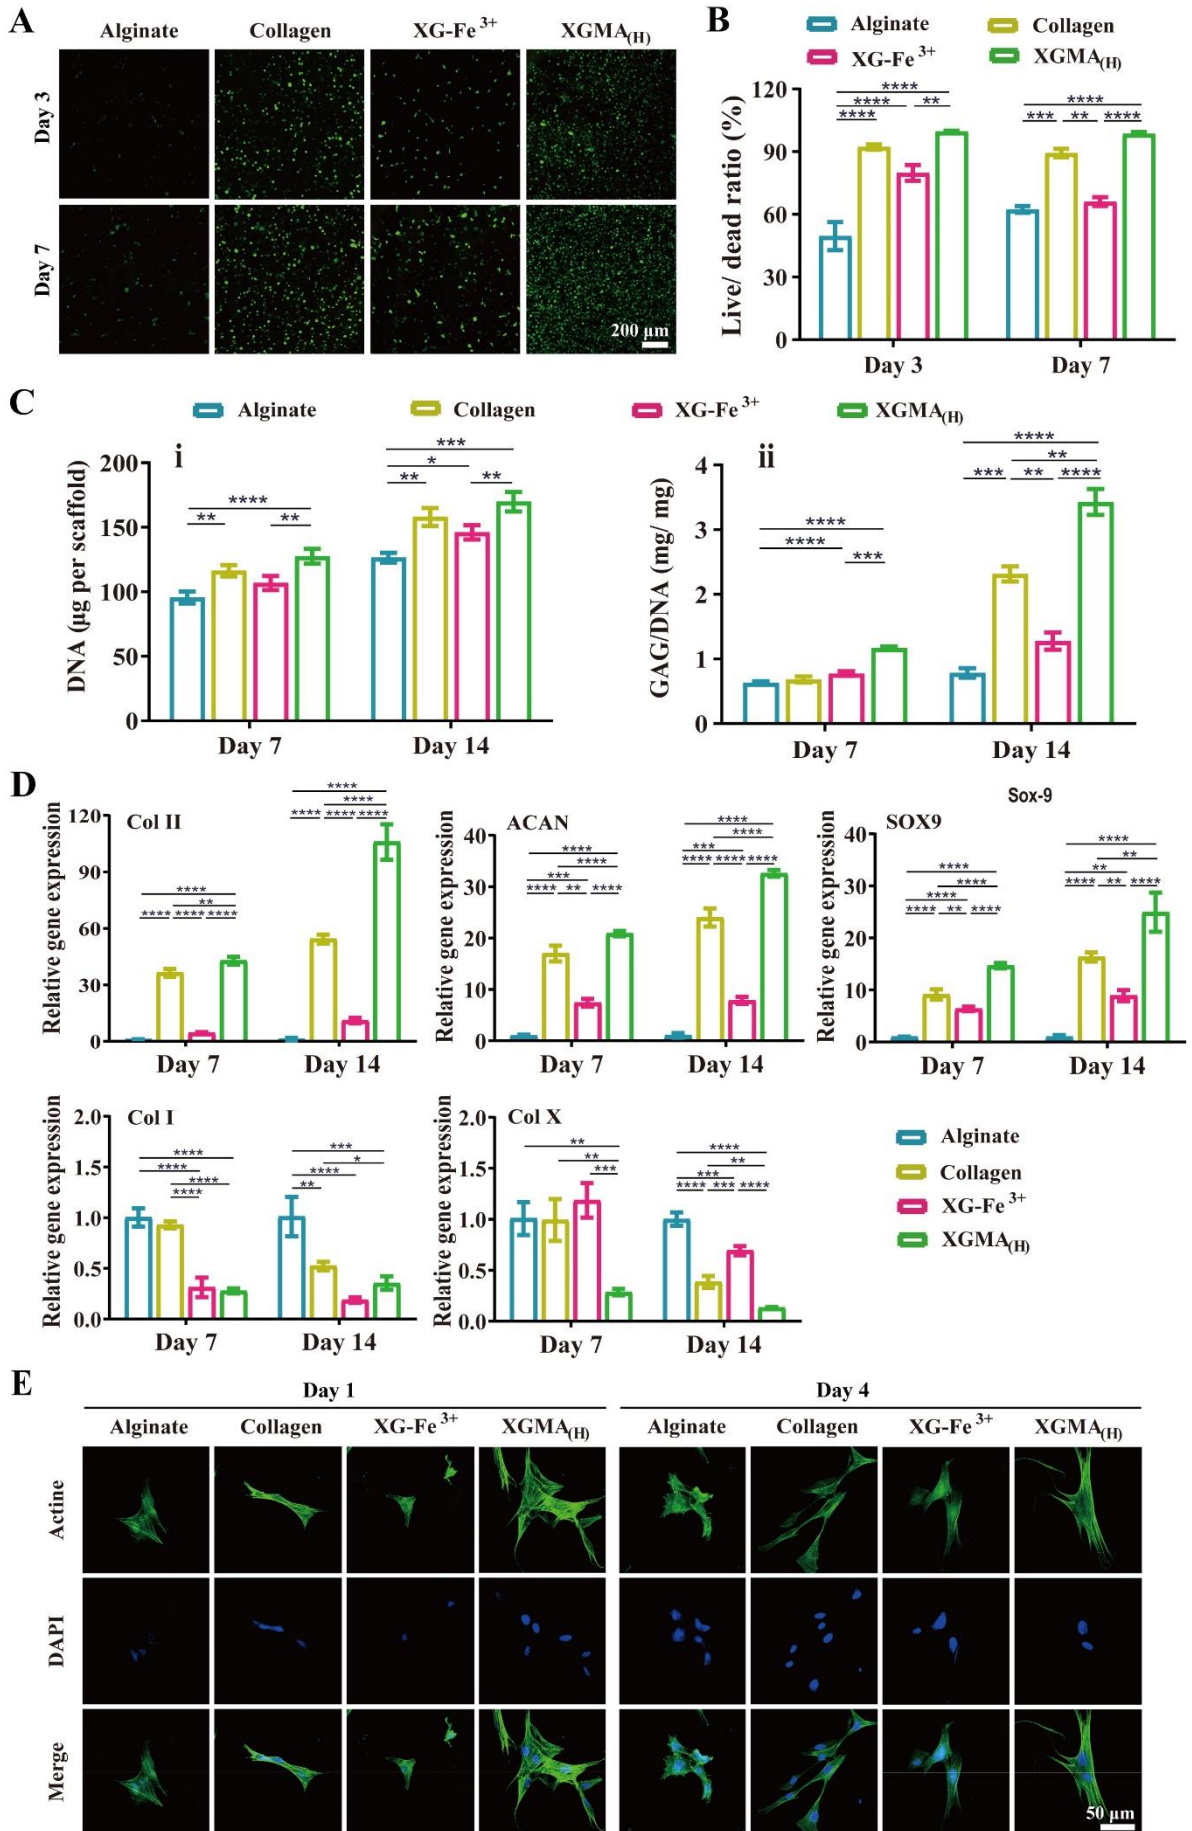 A
Alginate Collagen XG-Fe³⁺ XGMA(H)
Day 3
Day 7
200 µm
B
Alginate Collagen
XG-Fe³⁺ XGMA(H)
Live/ dead ratio (%)
120
90
60
30
0
**** 
**** **
****
****
*** ** ****
Day 3 Day 7
C
Alginate Collagen XG-Fe³⁺ XGMA(H)
i
DNA (µg per scaffold)
200
150
100
50
0
****
** **
***
*
** **
Day 7 Day 14
ii
GAG/DNA (mg/ mg)
4
3
2
1
0
****
****
***
****
**
*** ** ****
Day 7 Day 14
D
Col II
Relative gene expression
120
90
60
30
0
****
**
**** **** ****
****
****
**** **** ****
Day 7 Day 14
ACAN
Relative gene expression
40
30
20
10
0
****
****
***
**** ** ****
****
****
***
**** **** ****
Day 7 Day 14
Sox-9
SOX9
Relative gene expression
40
30
20
10
0
****
****
****
**** ** ****
****
**
**
**** ** ****
Day 7 Day 14
Col I
Relative gene expression
2.0
1.5
1.0
0.5
0.0
****
****
****
****
***
*
****
**
Day 7 Day 14
Col X
Relative gene expression
2.0
1.5
1.0
0.5
0.0
**
**
***
****
**
***
**** *** ****
Day 7 Day 14
Alginate
Collagen
XG-Fe³⁺
XGMA(H)
E
Day 1 Day 4
Alginate Collagen XG-Fe³⁺ XGMA(H) Alginate Collagen XG-Fe³⁺ XGMA(H)
Actine
DAPI
Merge
50 µm